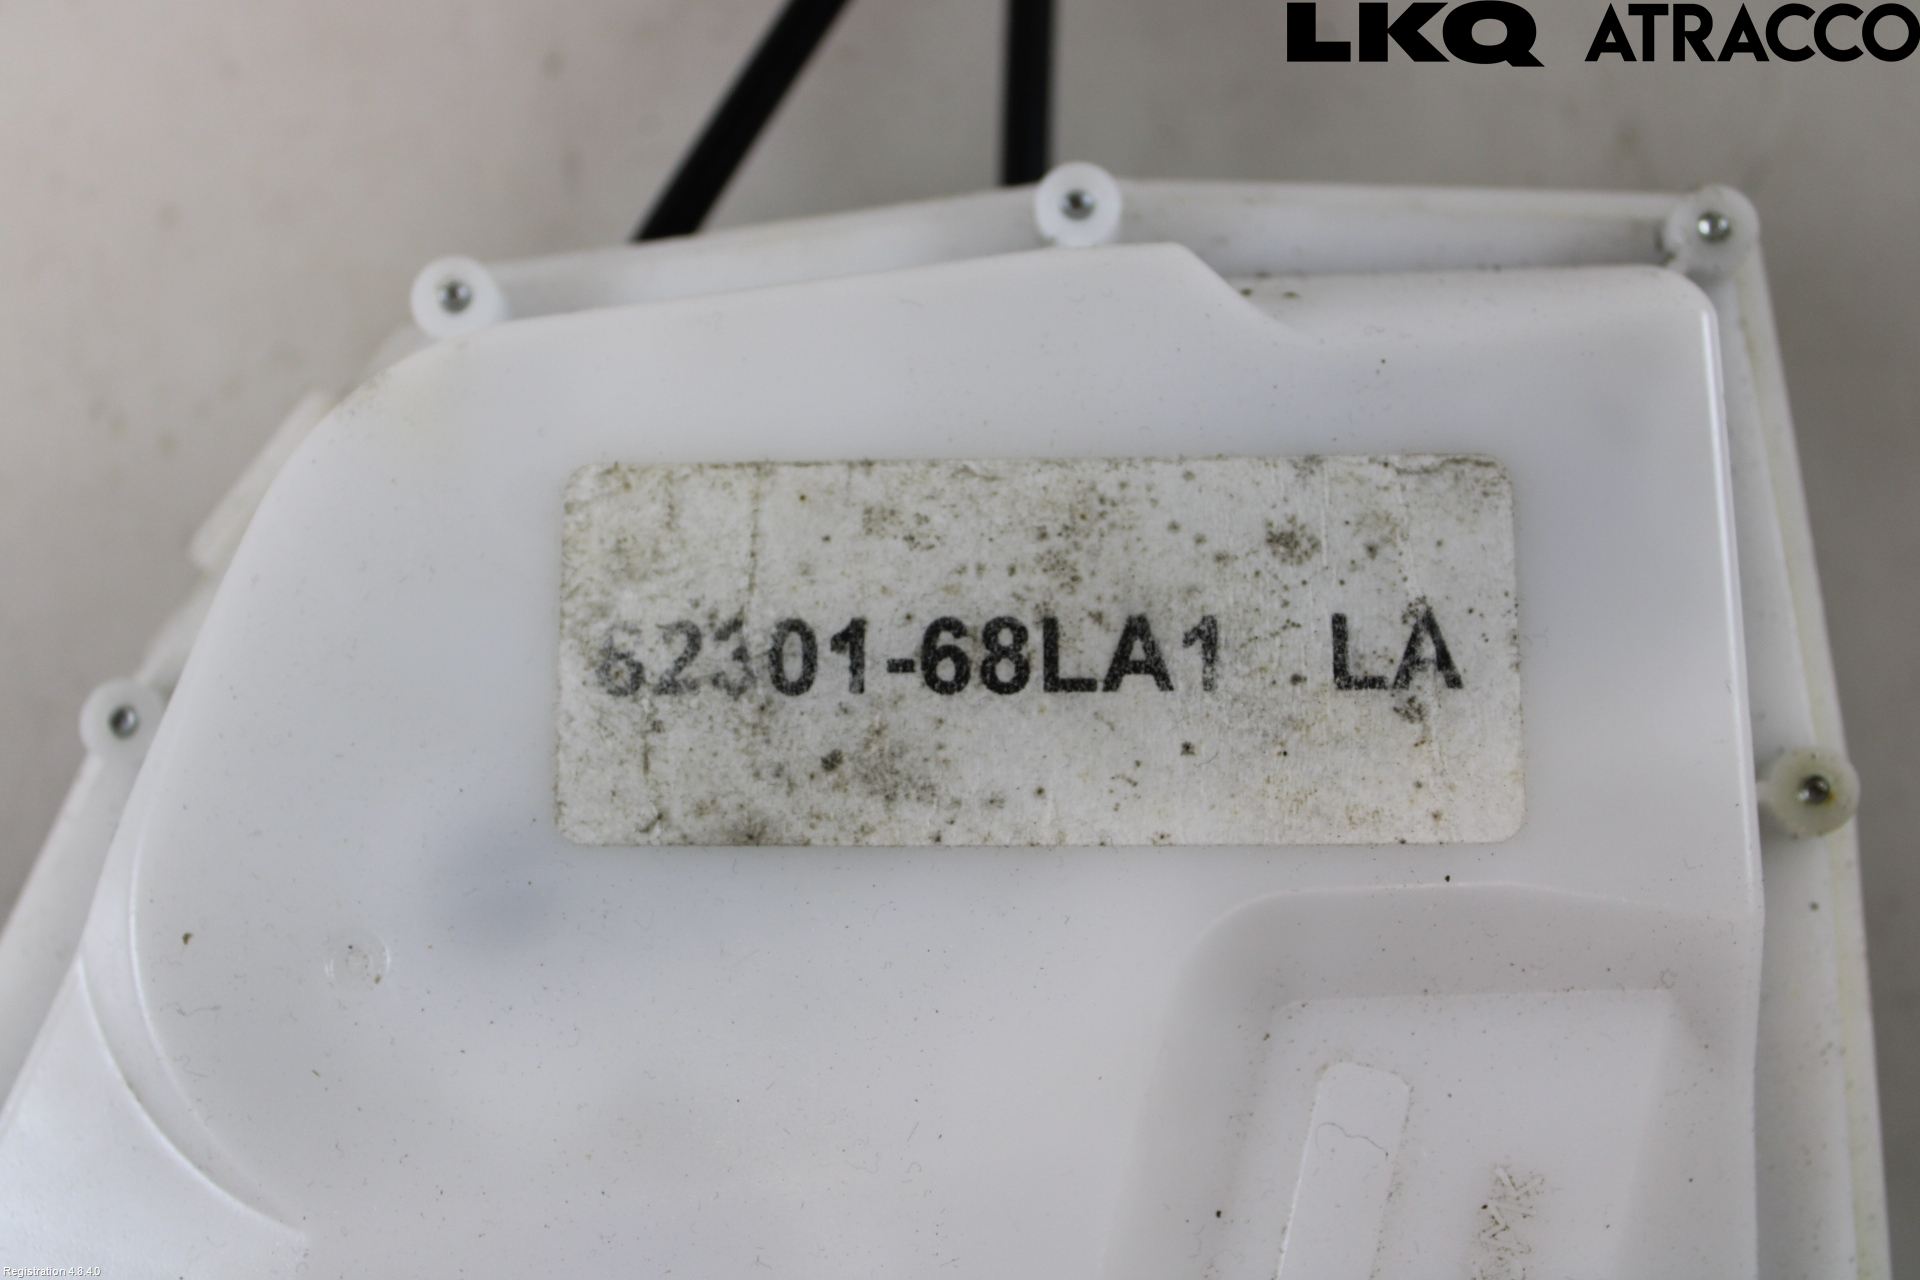 LKQ ATRACCO
62301-68LA1 LA
Registration 4.8.4.0